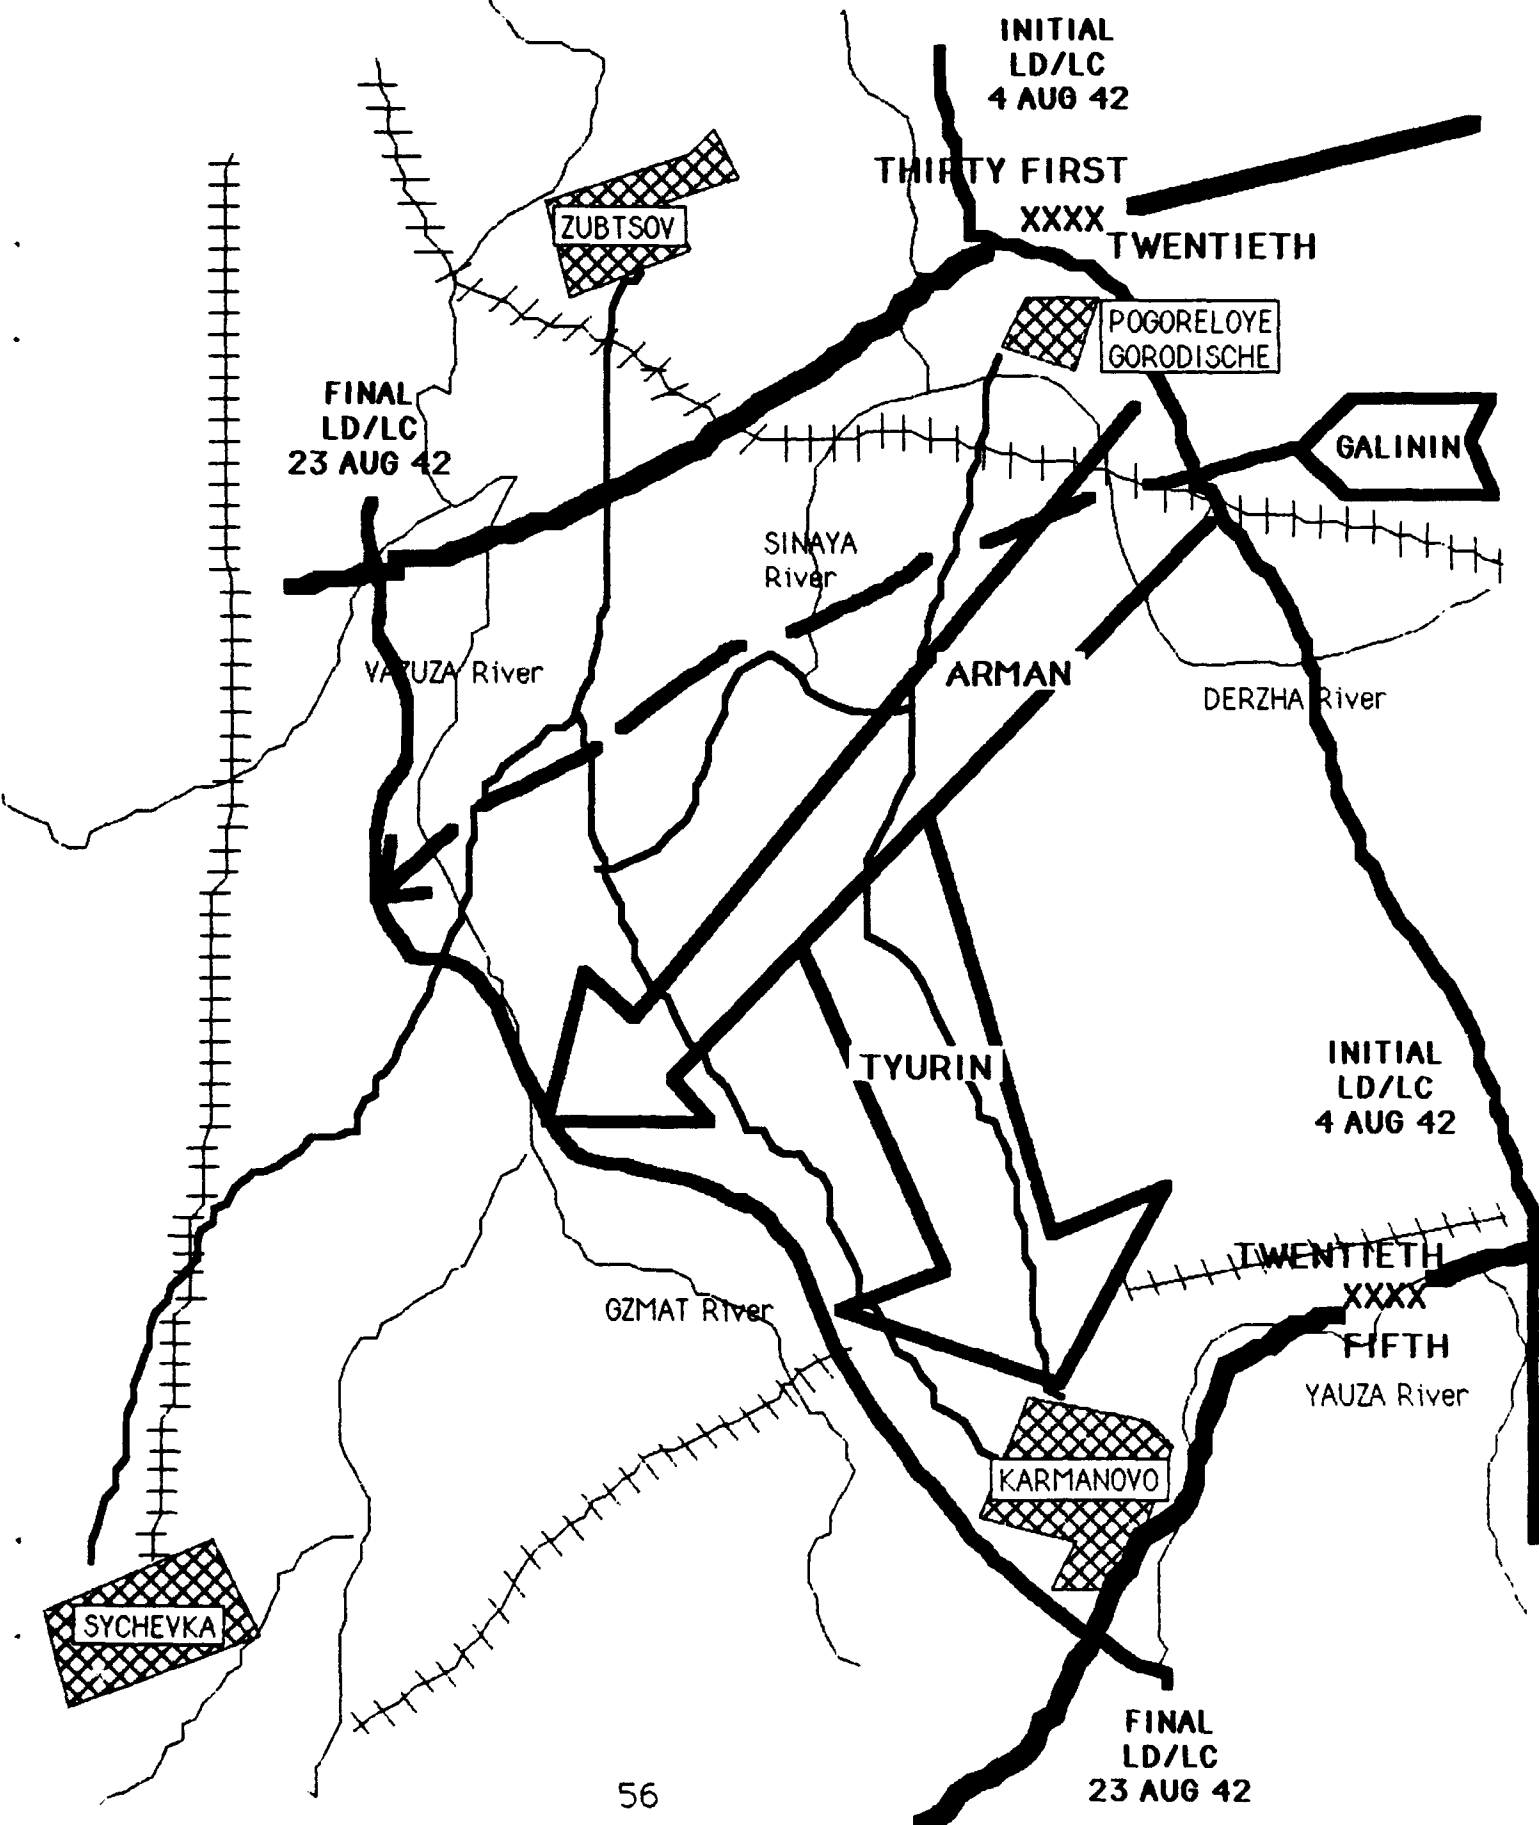 INITIAL
LD/LC
4 AUG 42
THIRTY FIRST
XXXX
TWENTIETH
ZUBTSOV
POGORELOYE
GORODISCHE
FINAL
LD/LC
23 AUG 42
GALININ
SINAYA
River
VAZUZA River
ARMAN
DERZHA River
TYURIN
INITIAL
LD/LC
4 AUG 42
TWENTIETH
XXXX
FIFTH
GZMAT River
YAUZA River
KARMANOVO
SYCHEVKA
FINAL
LD/LC
23 AUG 42
56